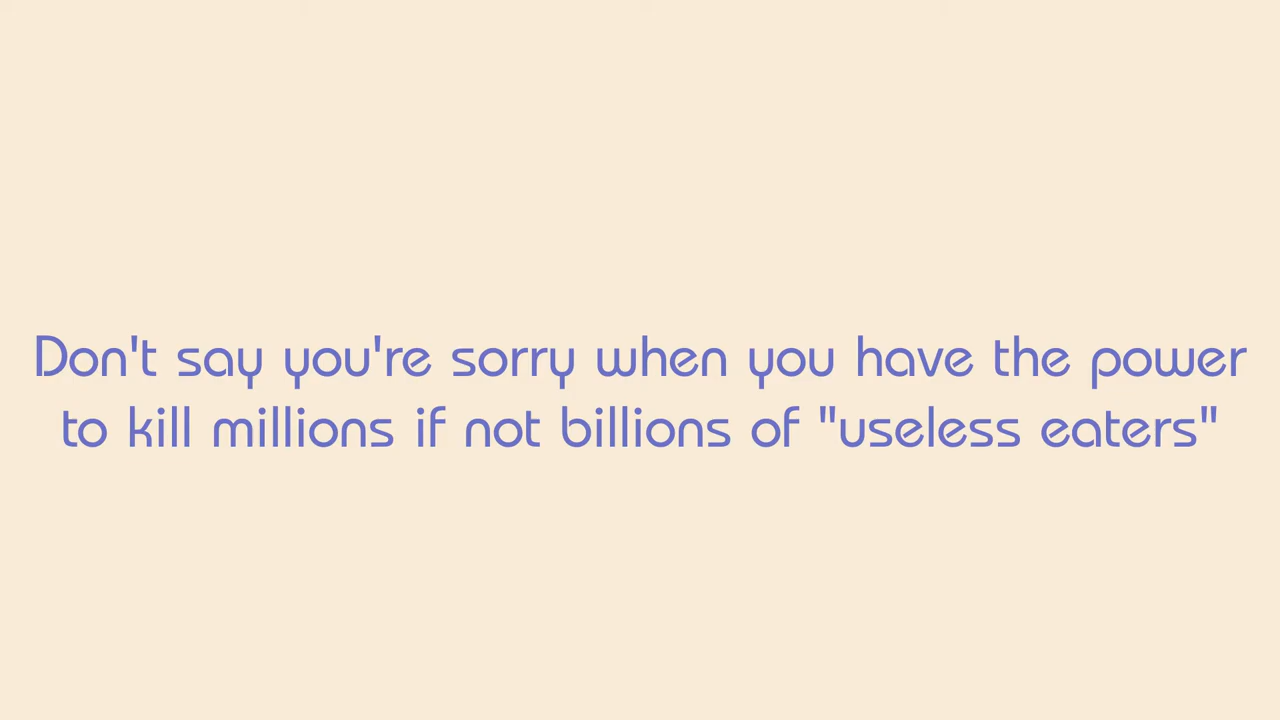 Don't say you're sorry when you have the power
to kill millions if not billions of "useless eaters"